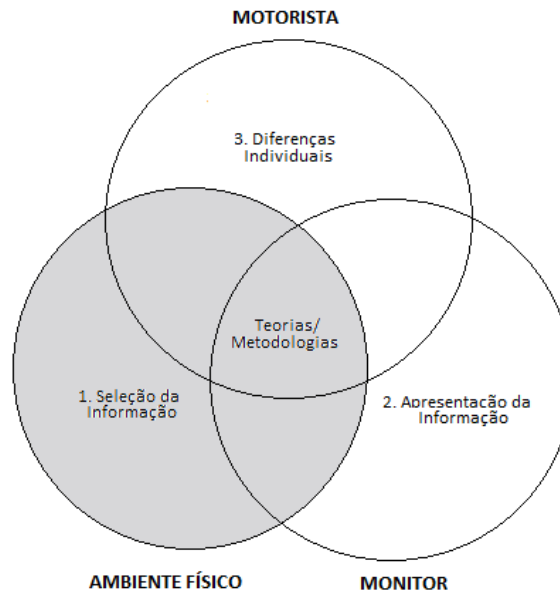 MOTORISTA
3. Diferenças
Individuais
Teorias/
Metodologias
1. Seleção da
Informação
2. Apresentação da
Informação
AMBIENTE FÍSICO
MONITOR